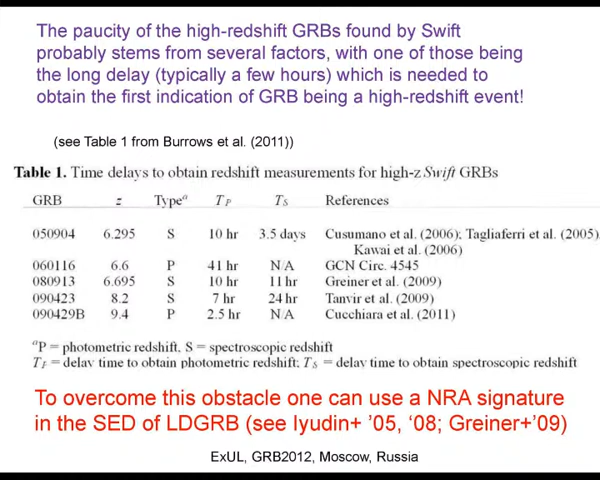 The paucity of the high-redshift GRBs found by Swift
probably stems from several factors, with one of those being
the long delay (typically a few hours) which is needed to
obtain the first indication of GRB being a high-redshift event!
(see Table 1 from Burrows et al. (2011))
Table 1. Time delays to obtain redshift measurements for high-z Swift GRBs
GRB z Typeᵃ T_P T_S References
050904 6.295 S 10 hr 3.5 days Cusumano et al. (2006); Tagliaferri et al. (2005),
Kawai et al. (2006)
060116 6.6 P 41 hr N/A GCN Circ. 4545
080913 6.695 S 10 hr 11 hr Greiner et al. (2009)
090423 8.2 S 7 hr 24 hr Tanvir et al. (2009)
090429B 9.4 P 2.5 hr N/A Cucchiara et al. (2011)
ᵃP = photometric redshift, S = spectroscopic redshift
T_P = delay time to obtain photometric redshift; T_S = delay time to obtain spectroscopic redshift
To overcome this obstacle one can use a NRA signature
in the SED of LDGRB (see Iyudin+ ’05, ‘08; Greiner+’09)
ExUL, GRB2012, Moscow, Russia